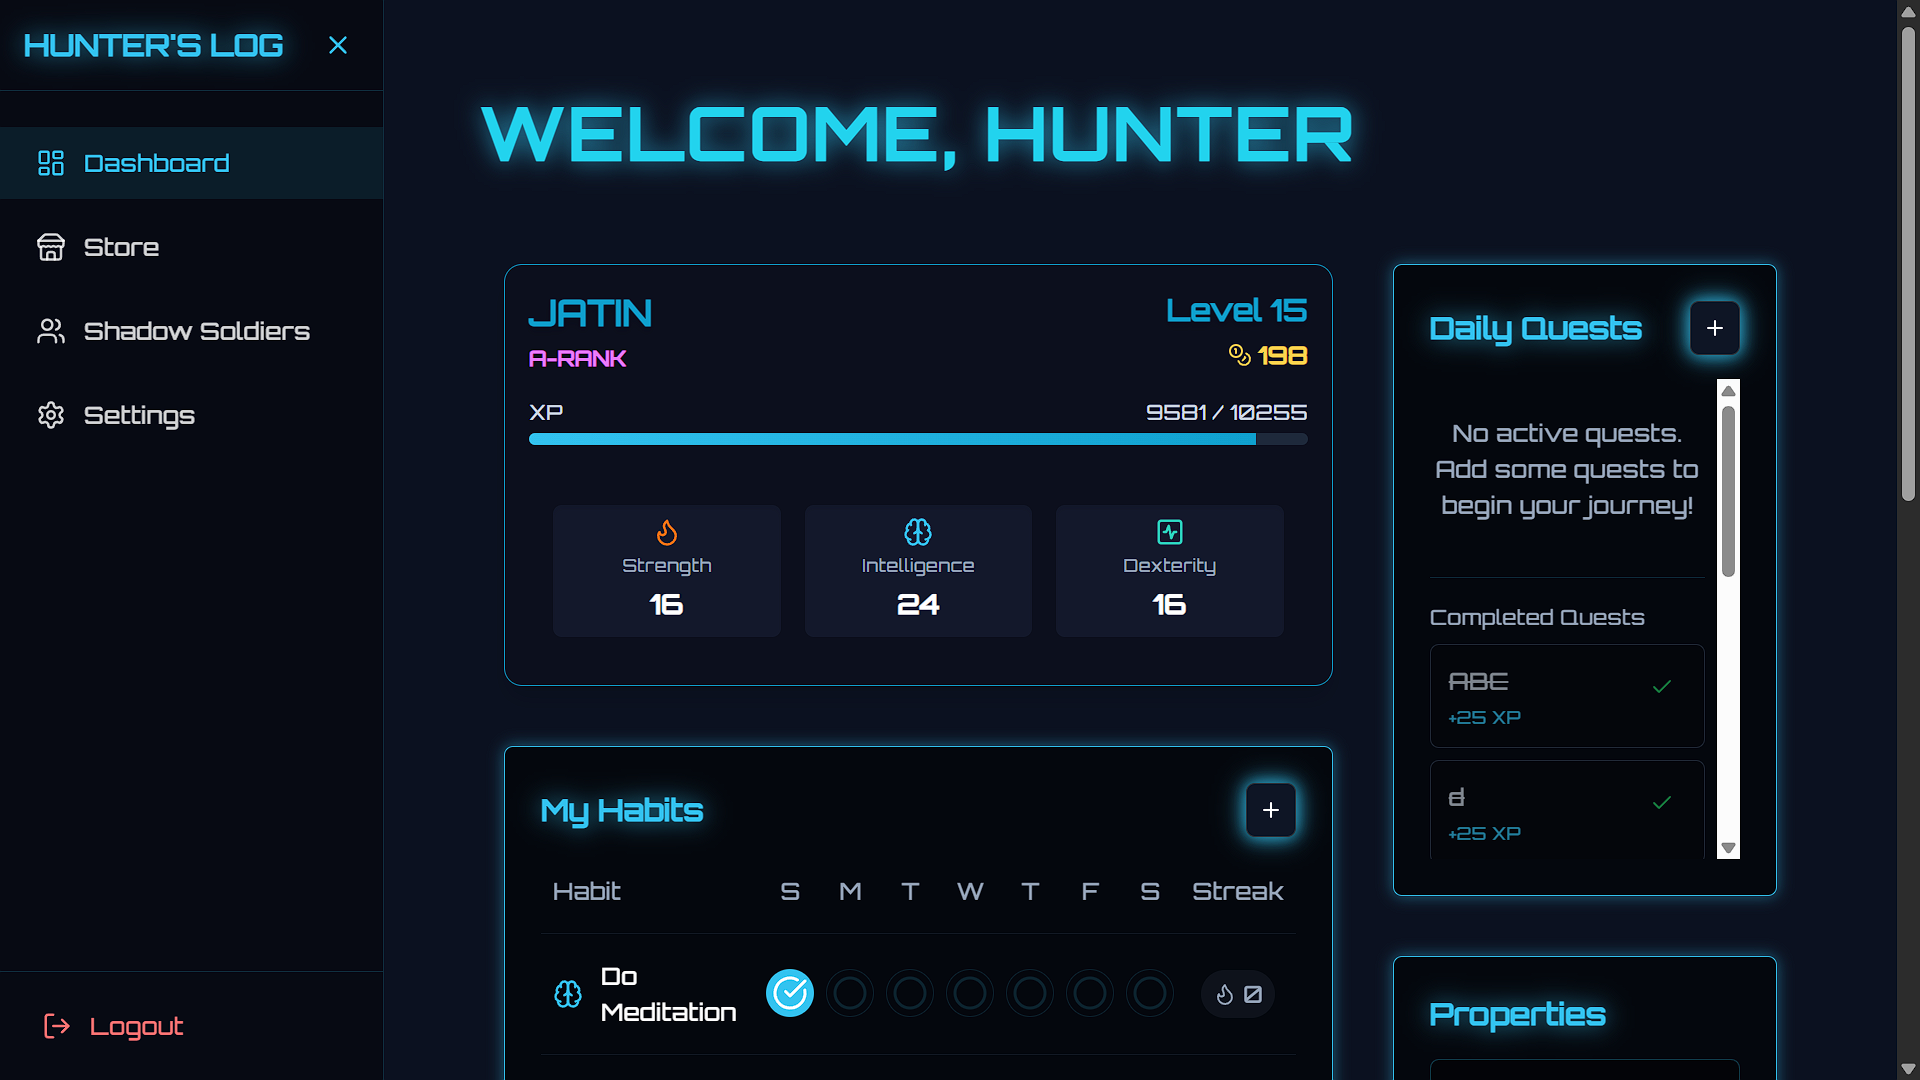 HUNTER'S LOG
Dashboard
Store
Shadow Soldiers
Settings
Logout
WELCOME, HUNTER
JATIN
Level 15
A-RANK
198
XP
9581 / 10255
Strength
16
Intelligence
24
Dexterity
16
My Habits
Habit S M T W T F S Streak
Do
Meditation
0
Daily Quests
No active quests.
Add some quests to
begin your journey!
Completed Quests
ABC
+25 XP
d
+25 XP
Properties